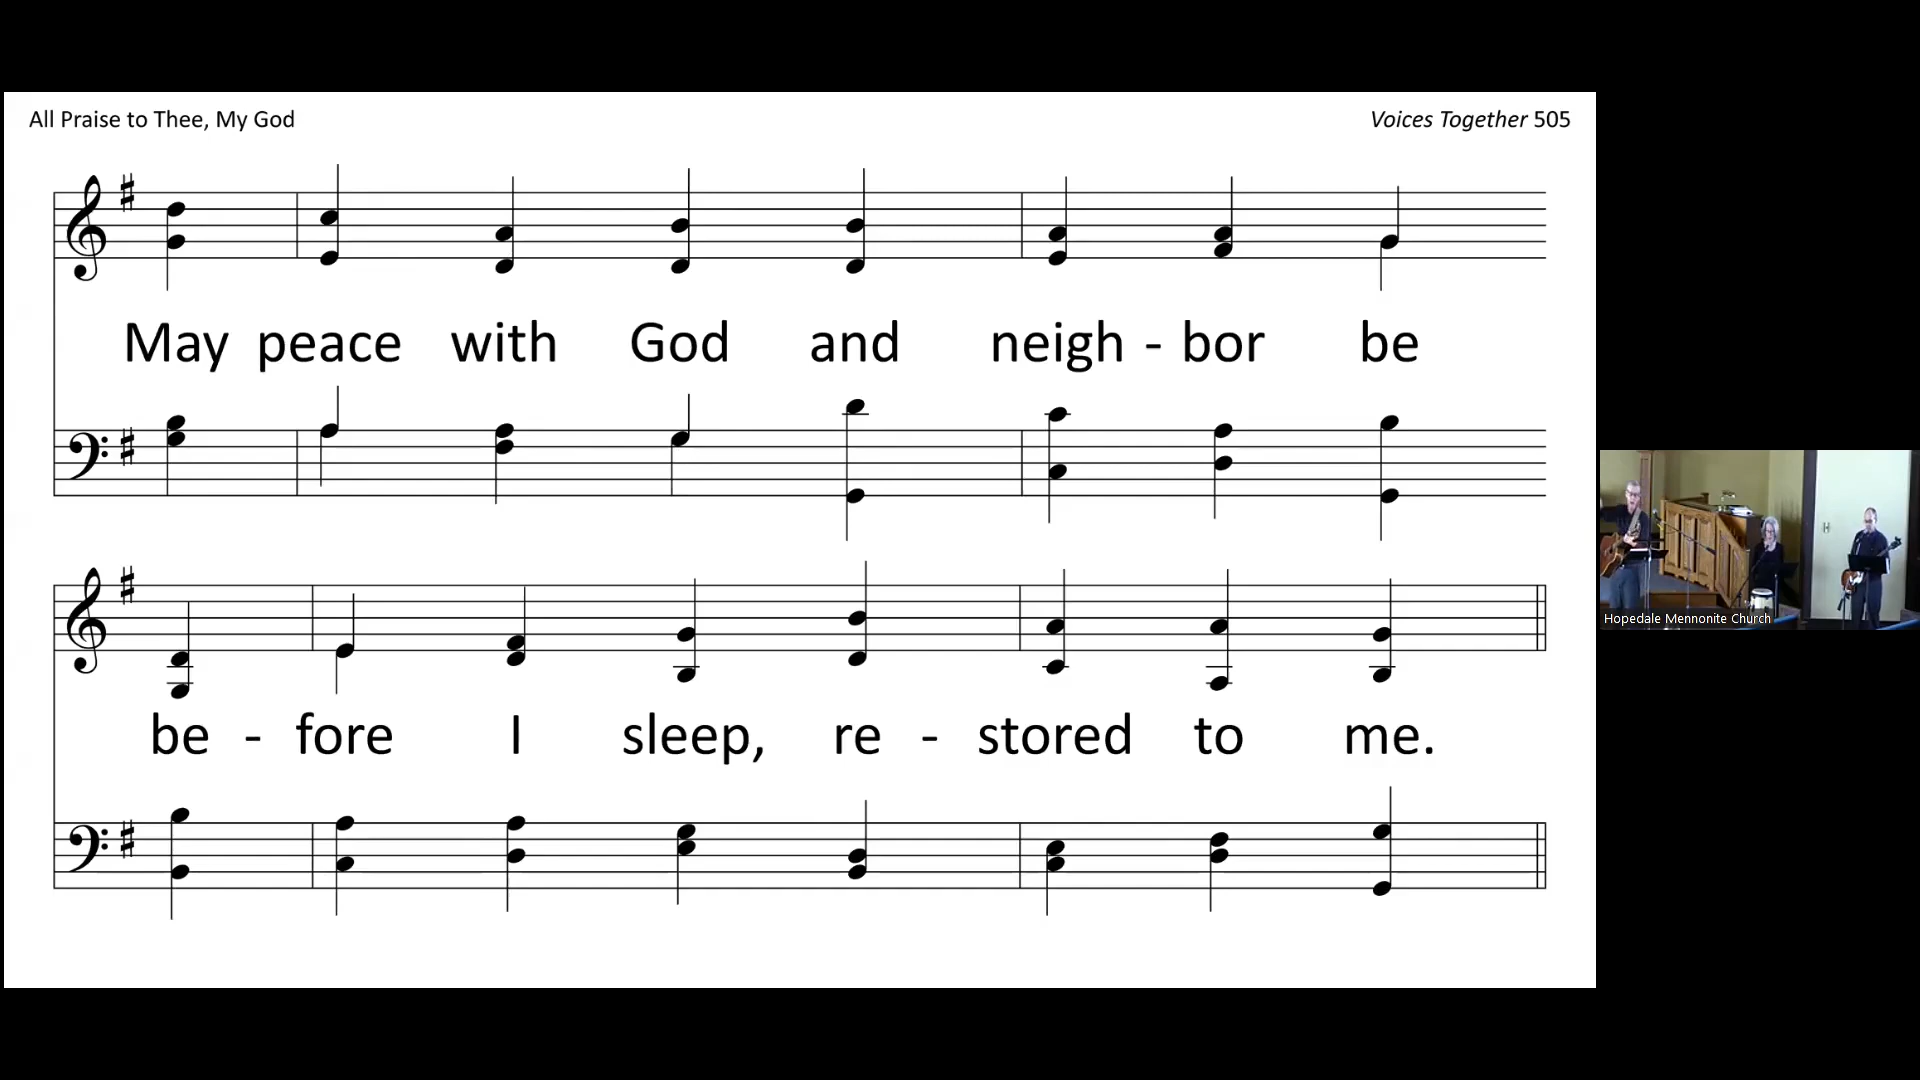 All Praise to Thee, My God
Voices Together 505
May peace with God and neigh - bor be
be - fore I sleep, re - stored to me.
Hopedale Mennonite Church